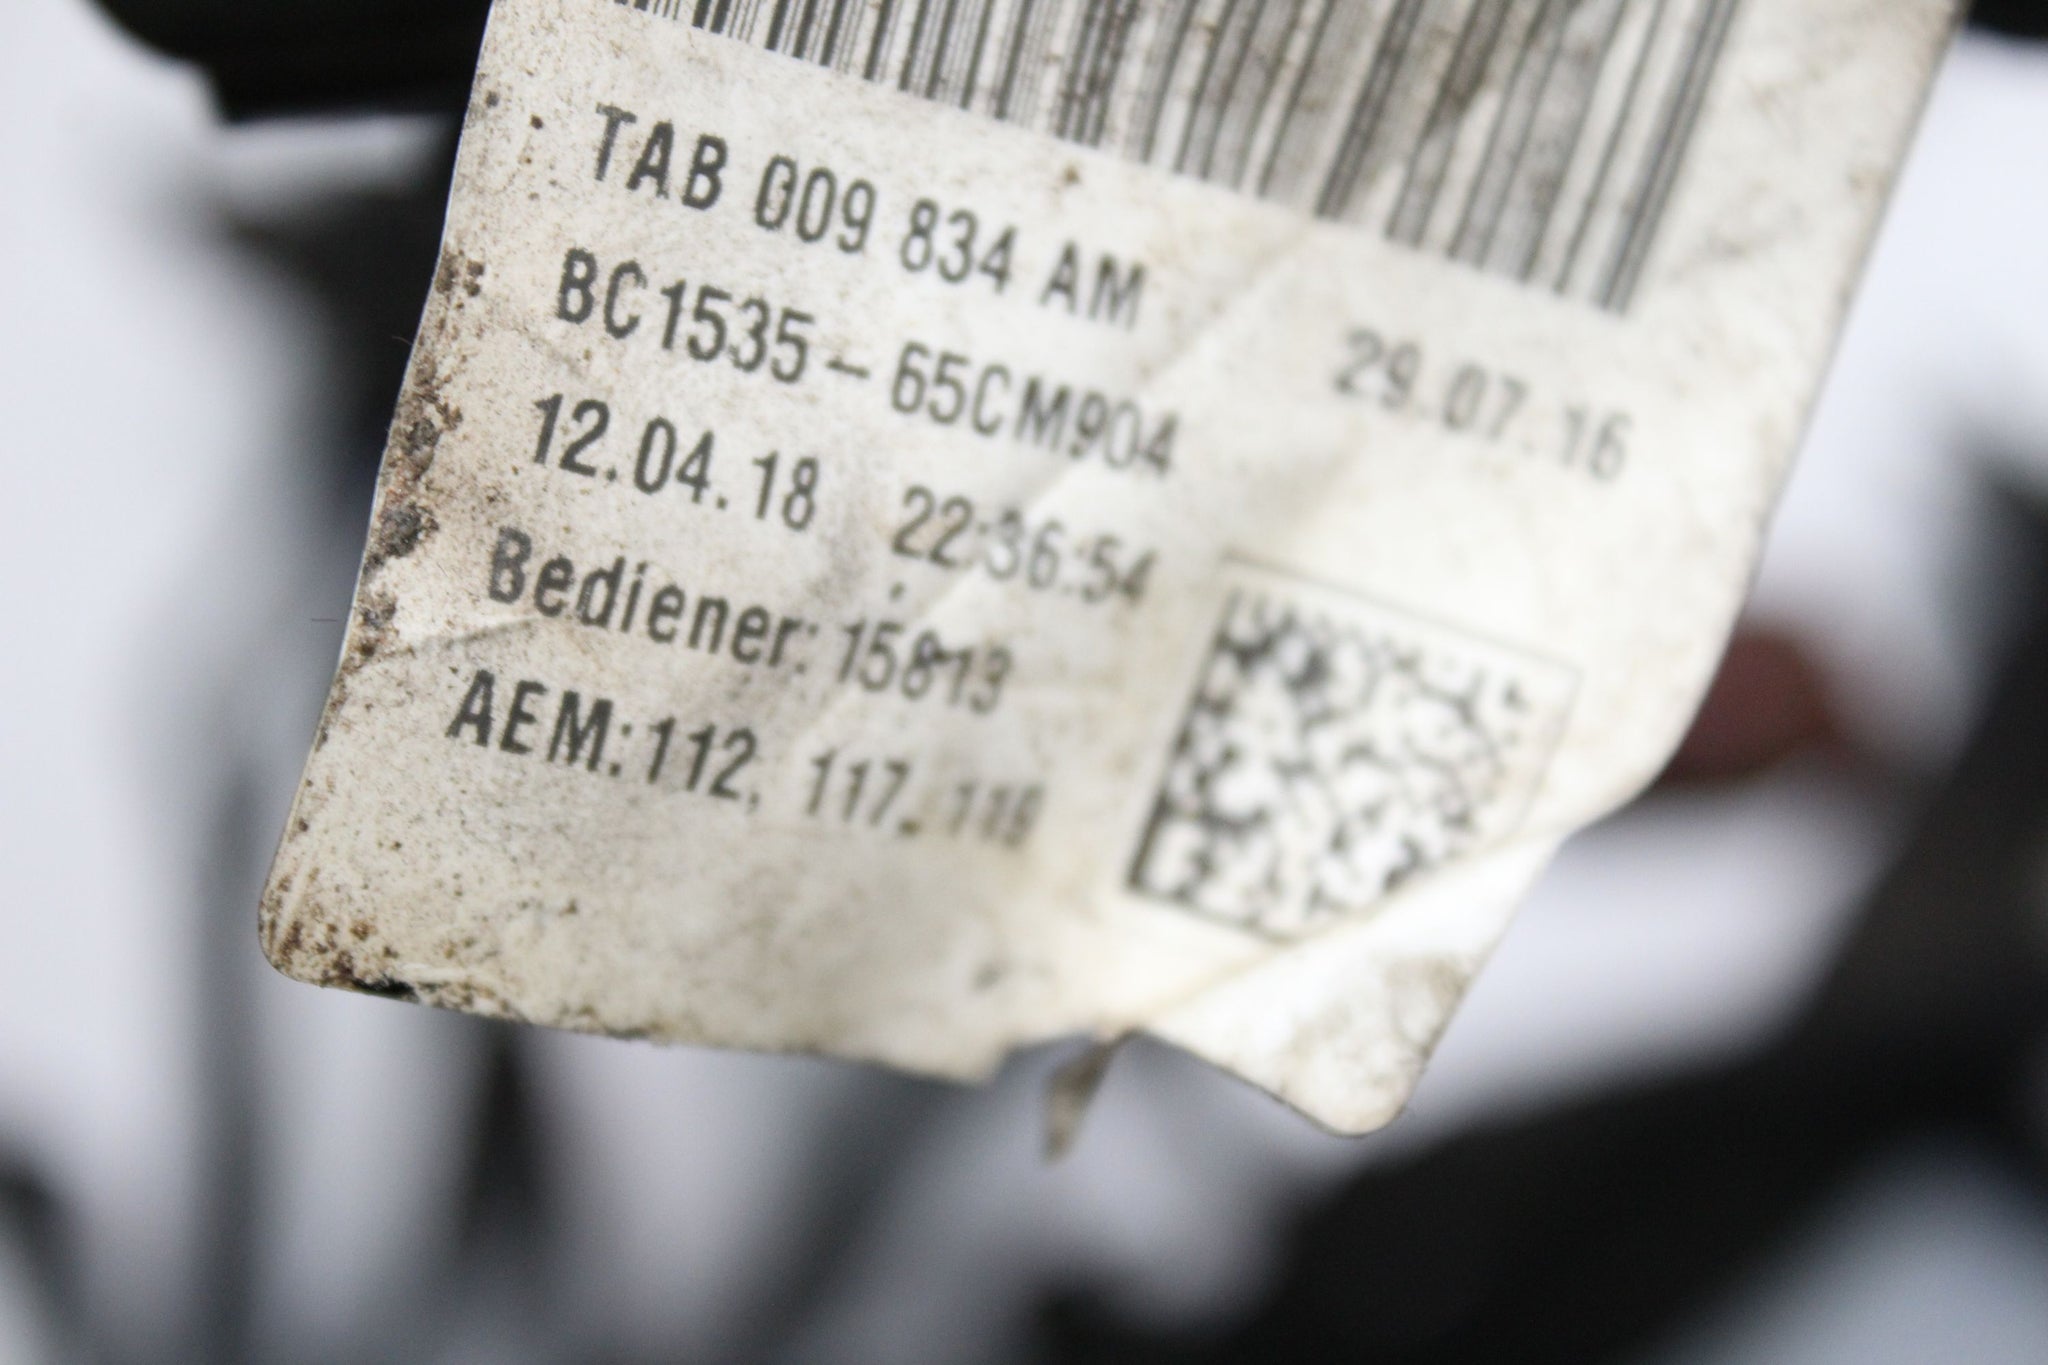 TAB 009 834 AM
29.07.16
BC1535-65CM904
12.04.18 22:36:54
Bediener: 15813
AEM:112, 117,